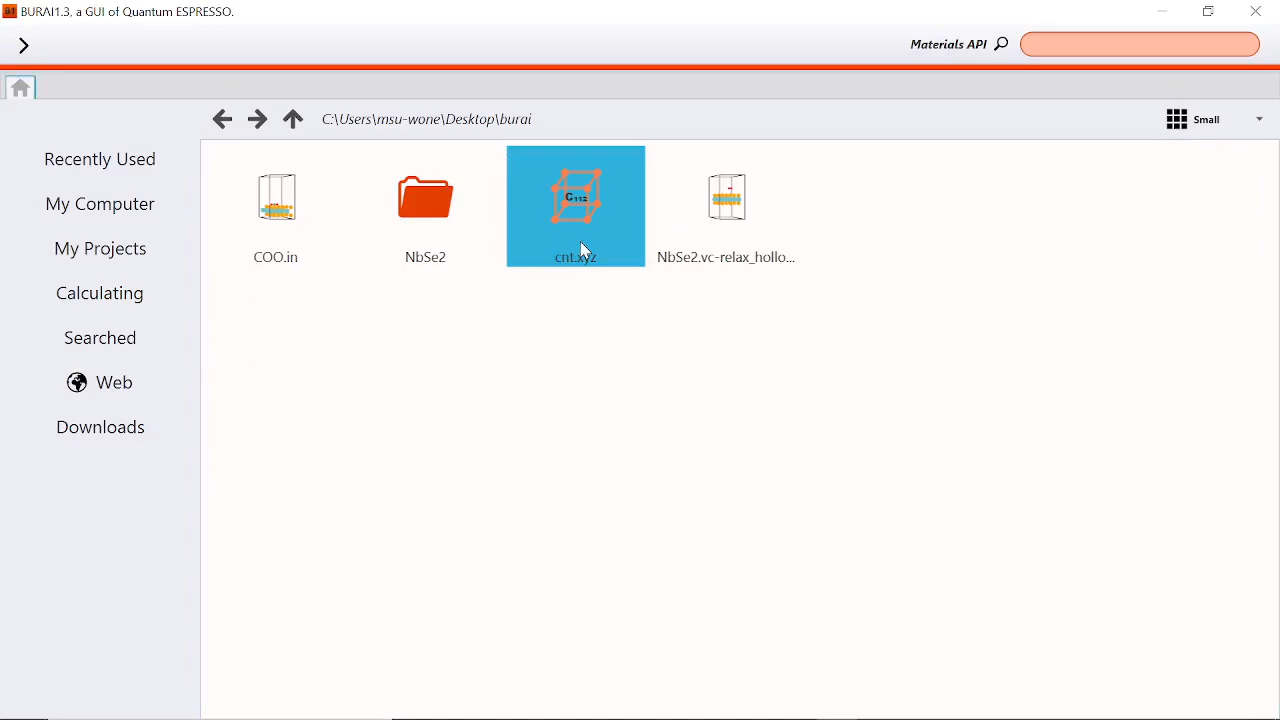 BURAI1.3, a GUI of Quantum ESPRESSO.
Materials API
C:\Users\msu-wone\Desktop\burai
Small
Recently Used
My Computer
My Projects
Calculating
Searched
Web
Downloads
C112
COO.in
NbSe2
cnt.xyz
NbSe2.vc-relax_hollo...